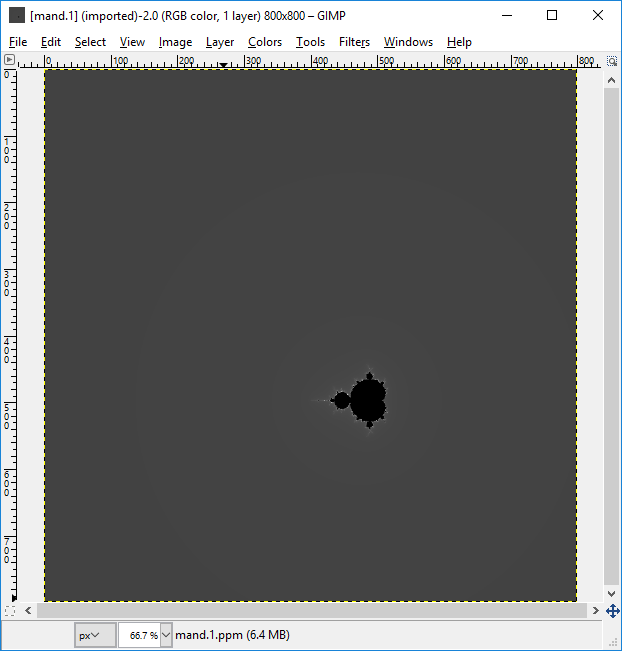 [mand.1] (imported)-2.0 (RGB color, 1 layer) 800x800 – GIMP
File Edit Select View Image Layer Colors Tools Filters Windows Help
0 100 200 300 400 500 600 700 800
0
100
200
300
400
500
600
700
px 66.7 % mand.1.ppm (6.4 MB)